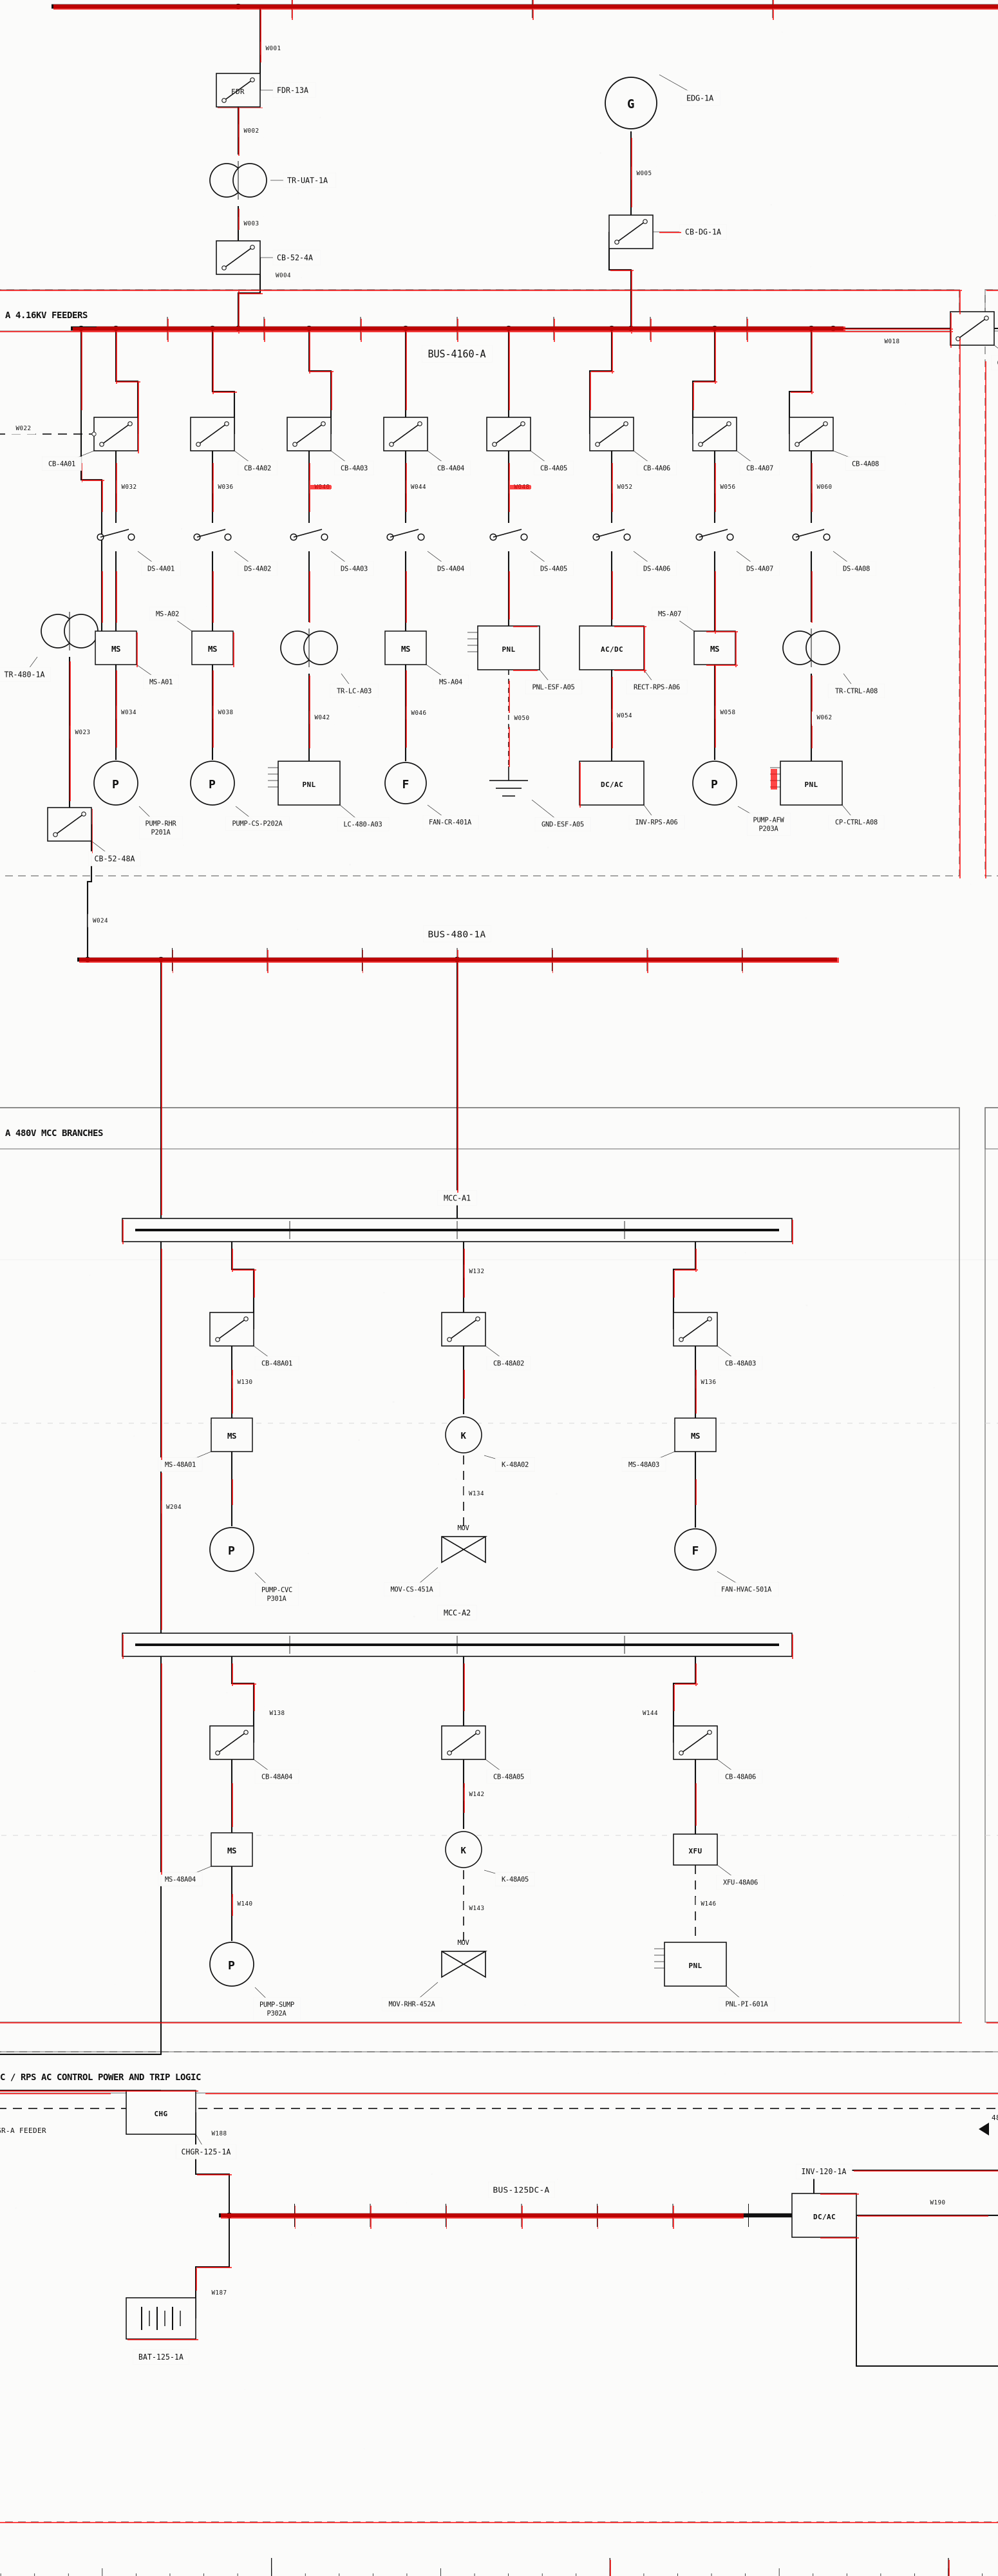 W001
FDR
FDR-13A
G
EDG-1A
W002
W005
TR-UAT-1A
W003
CB-DG-1A
CB-52-4A
W004
A 4.16KV FEEDERS
BUS-4160-A
W018
W022
CB-4A01
CB-4A02
CB-4A03
CB-4A04
CB-4A05
CB-4A06
CB-4A07
CB-4A08
W032
W036
W040
W044
W048
W052
W056
W060
DS-4A01
DS-4A02
DS-4A03
DS-4A04
DS-4A05
DS-4A06
DS-4A07
DS-4A08
MS-A02
MS-A07
MS
MS
MS
PNL
AC/DC
MS
TR-480-1A
MS-A01
TR-LC-A03
MS-A04
PNL-ESF-A05
RECT-RPS-A06
TR-CTRL-A08
W023
W034
W038
W042
W046
W050
W054
W058
W062
P
P
PNL
F
DC/AC
P
PNL
PUMP-RHR
P201A
PUMP-CS-P202A
LC-480-A03
FAN-CR-401A
GND-ESF-A05
INV-RPS-A06
PUMP-AFW
P203A
CP-CTRL-A08
CB-52-48A
W024
BUS-480-1A
A 480V MCC BRANCHES
MCC-A1
W132
CB-48A01
CB-48A02
CB-48A03
W130
W136
MS
K
MS
MS-48A01
K-48A02
MS-48A03
W204
W134
MOV
P
F
PUMP-CVC
P301A
MOV-CS-451A
FAN-HVAC-501A
MCC-A2
W138
W144
CB-48A04
CB-48A05
CB-48A06
W142
MS
K
XFU
MS-48A04
K-48A05
XFU-48A06
W140
W143
W146
MOV
P
PNL
PUMP-SUMP
P302A
MOV-RHR-452A
PNL-PI-601A
C / RPS AC CONTROL POWER AND TRIP LOGIC
CHG
GR-A FEEDER
W188
CHGR-125-1A
INV-120-1A
BUS-125DC-A
DC/AC
W190
W187
BAT-125-1A